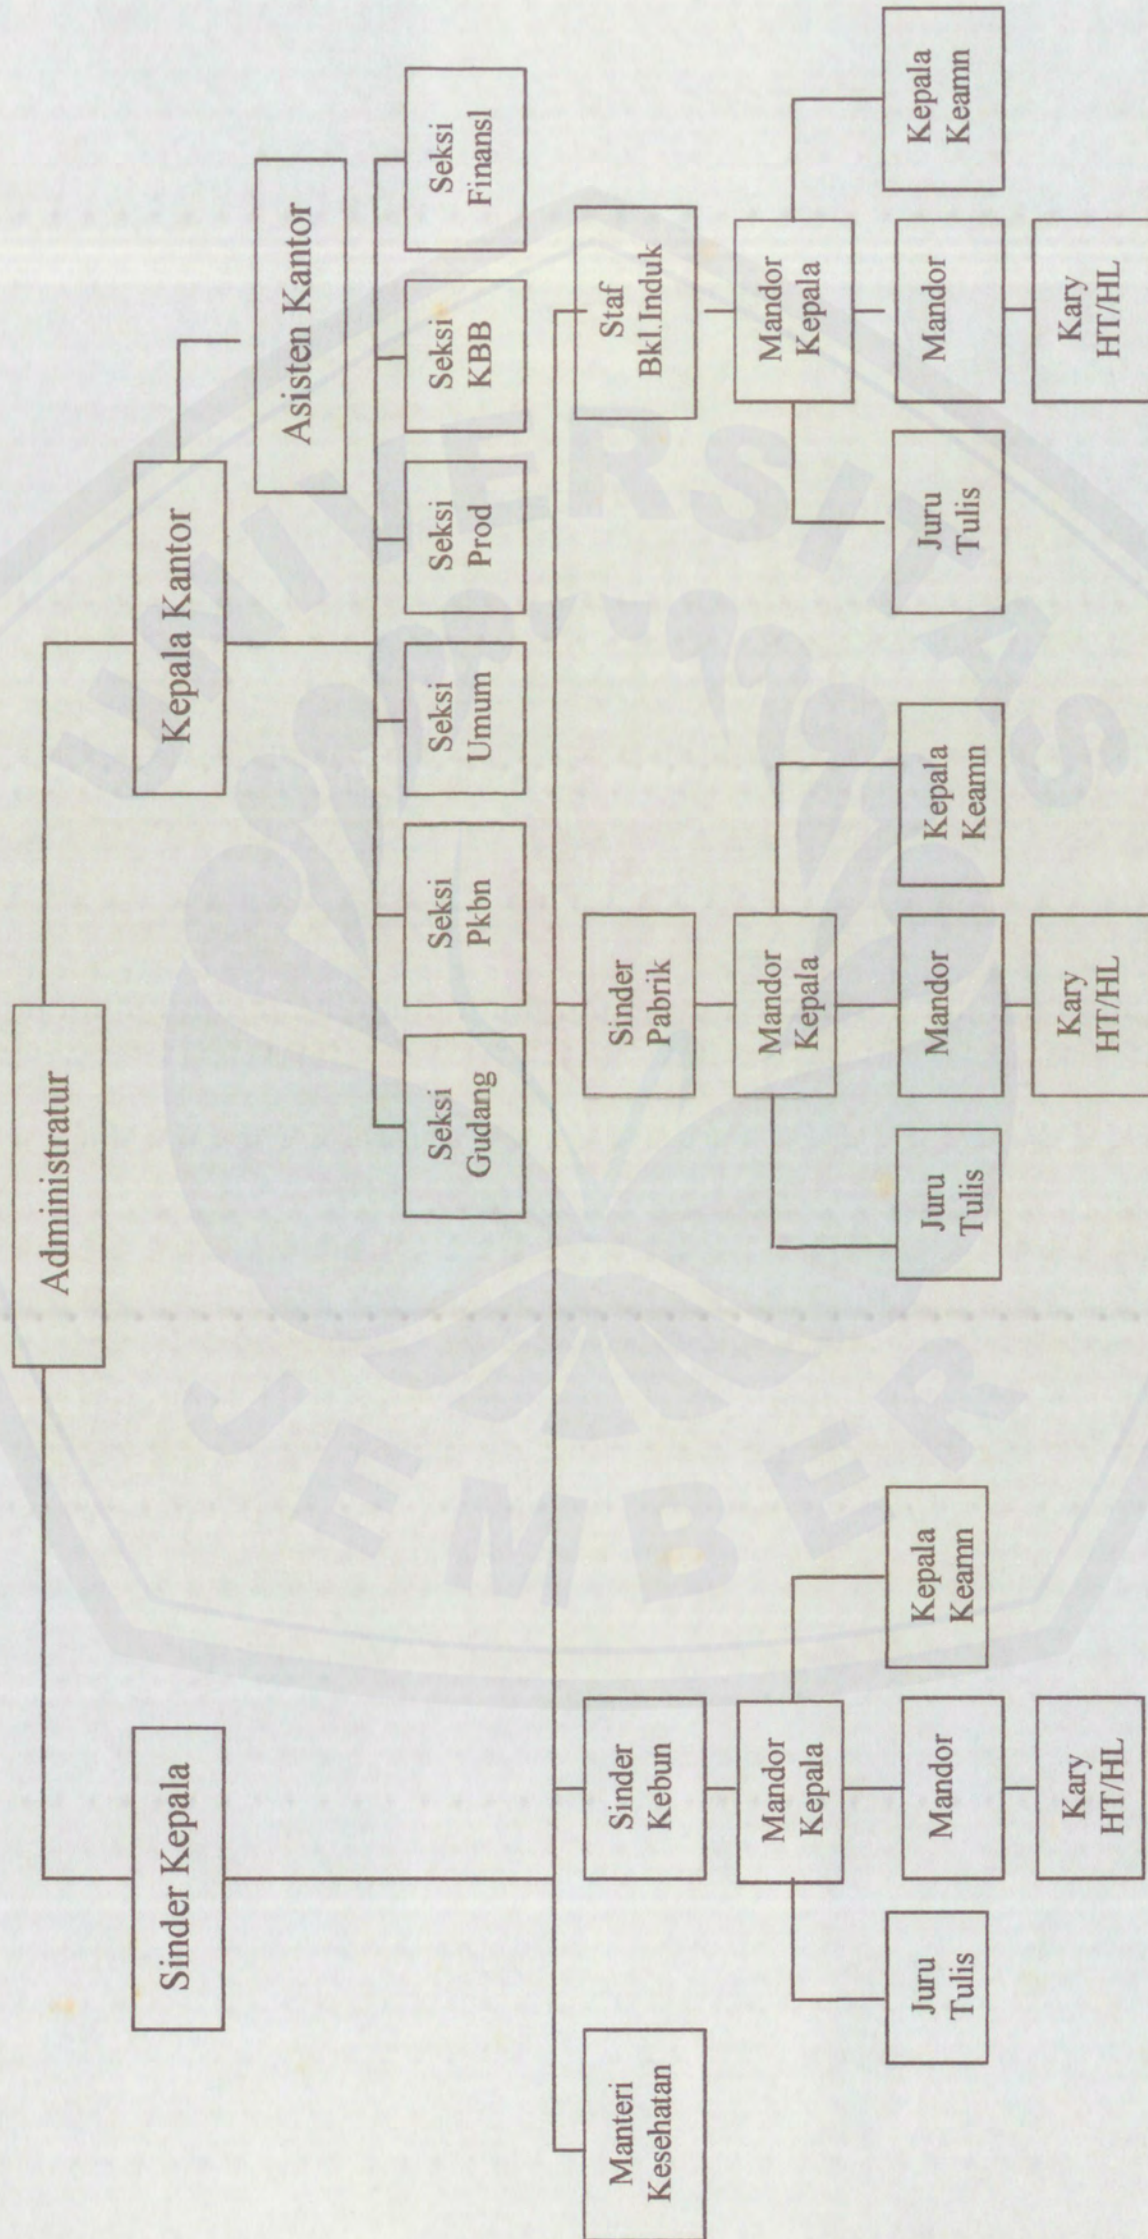 Administratur
Sinder Kepala
Kepala Kantor
Asisten Kantor
Seksi
Gudang
Seksi
Pkbn
Seksi
Umum
Seksi
Prod
Seksi
KBB
Seksi
Finansl
Manteri
Kesehatan
Sinder
Kebun
Sinder
Pabrik
Staf
Bkl.Induk
Mandor
Kepala
Mandor
Kepala
Mandor
Kepala
Juru
Tulis
Mandor
Kepala
Keamn
Juru
Tulis
Mandor
Kepala
Keamn
Juru
Tulis
Mandor
Kepala
Keamn
Kary
HT/HL
Kary
HT/HL
Kary
HT/HL
UNIVERSITAS
JEMBER